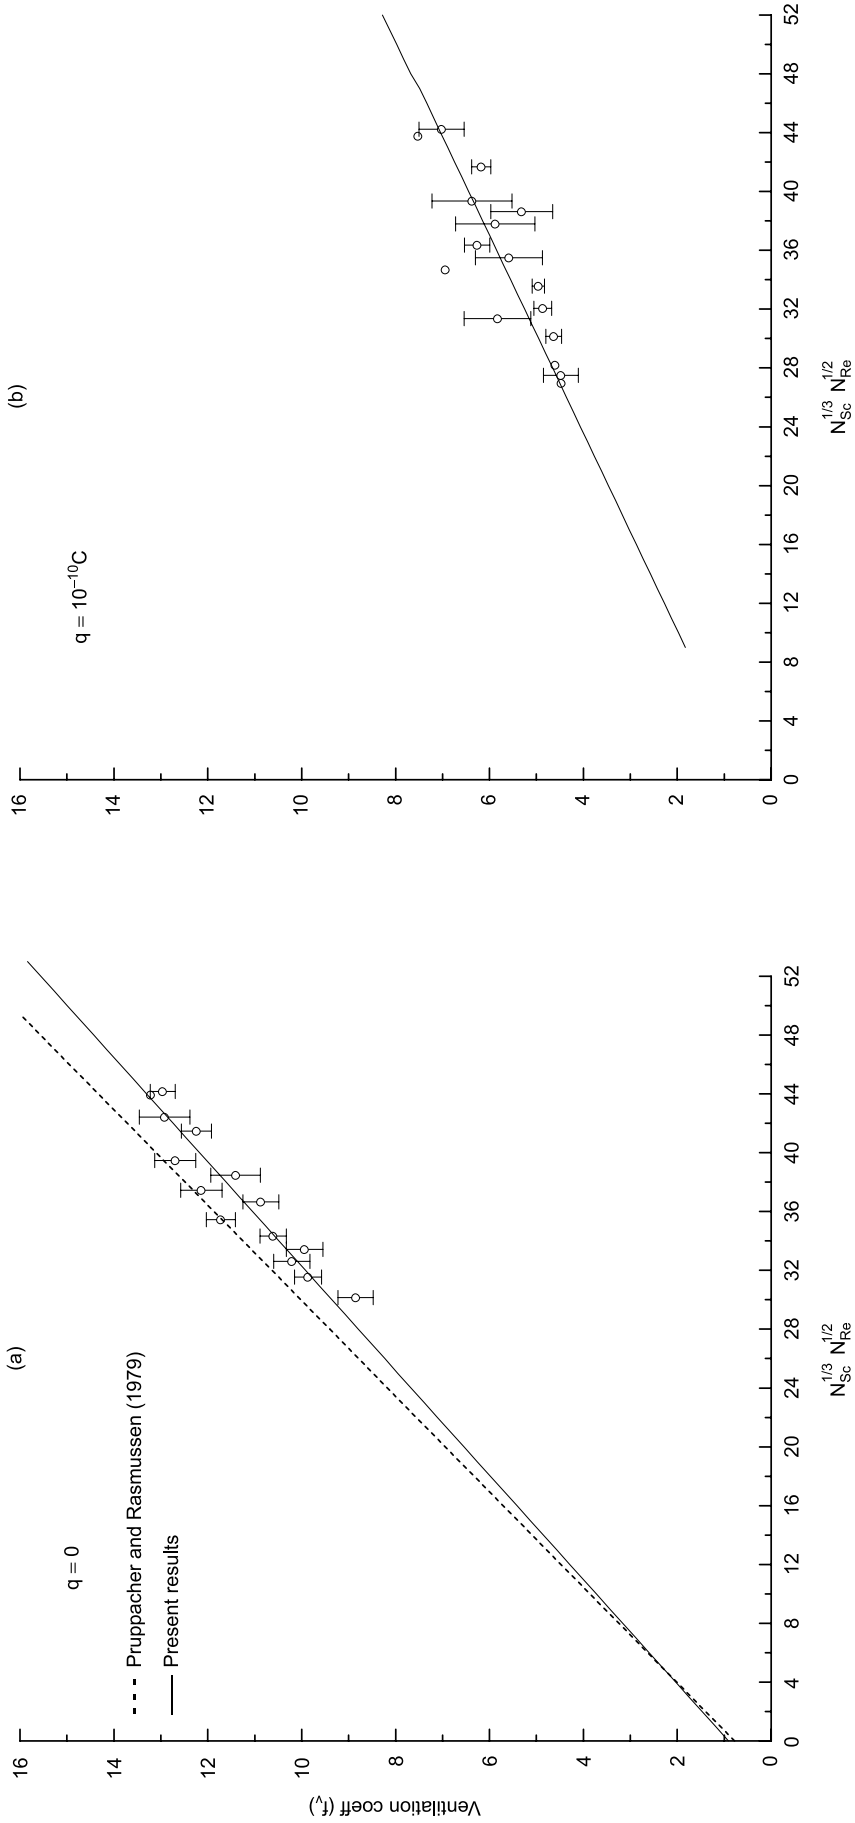 (a)
q = 0
Pruppacher and Rasmussen (1979)
Present results
Ventilation coeff (fv)
16
14
12
10
8
6
4
2
0
0 4 8 12 16 20 24 28 32 36 40 44 48 52
N_Sc^1/3 N_Re^1/2
(b)
q = 10^–10C
16
14
12
10
8
6
4
2
0
0 4 8 12 16 20 24 28 32 36 40 44 48 52
N_Sc^1/3 N_Re^1/2